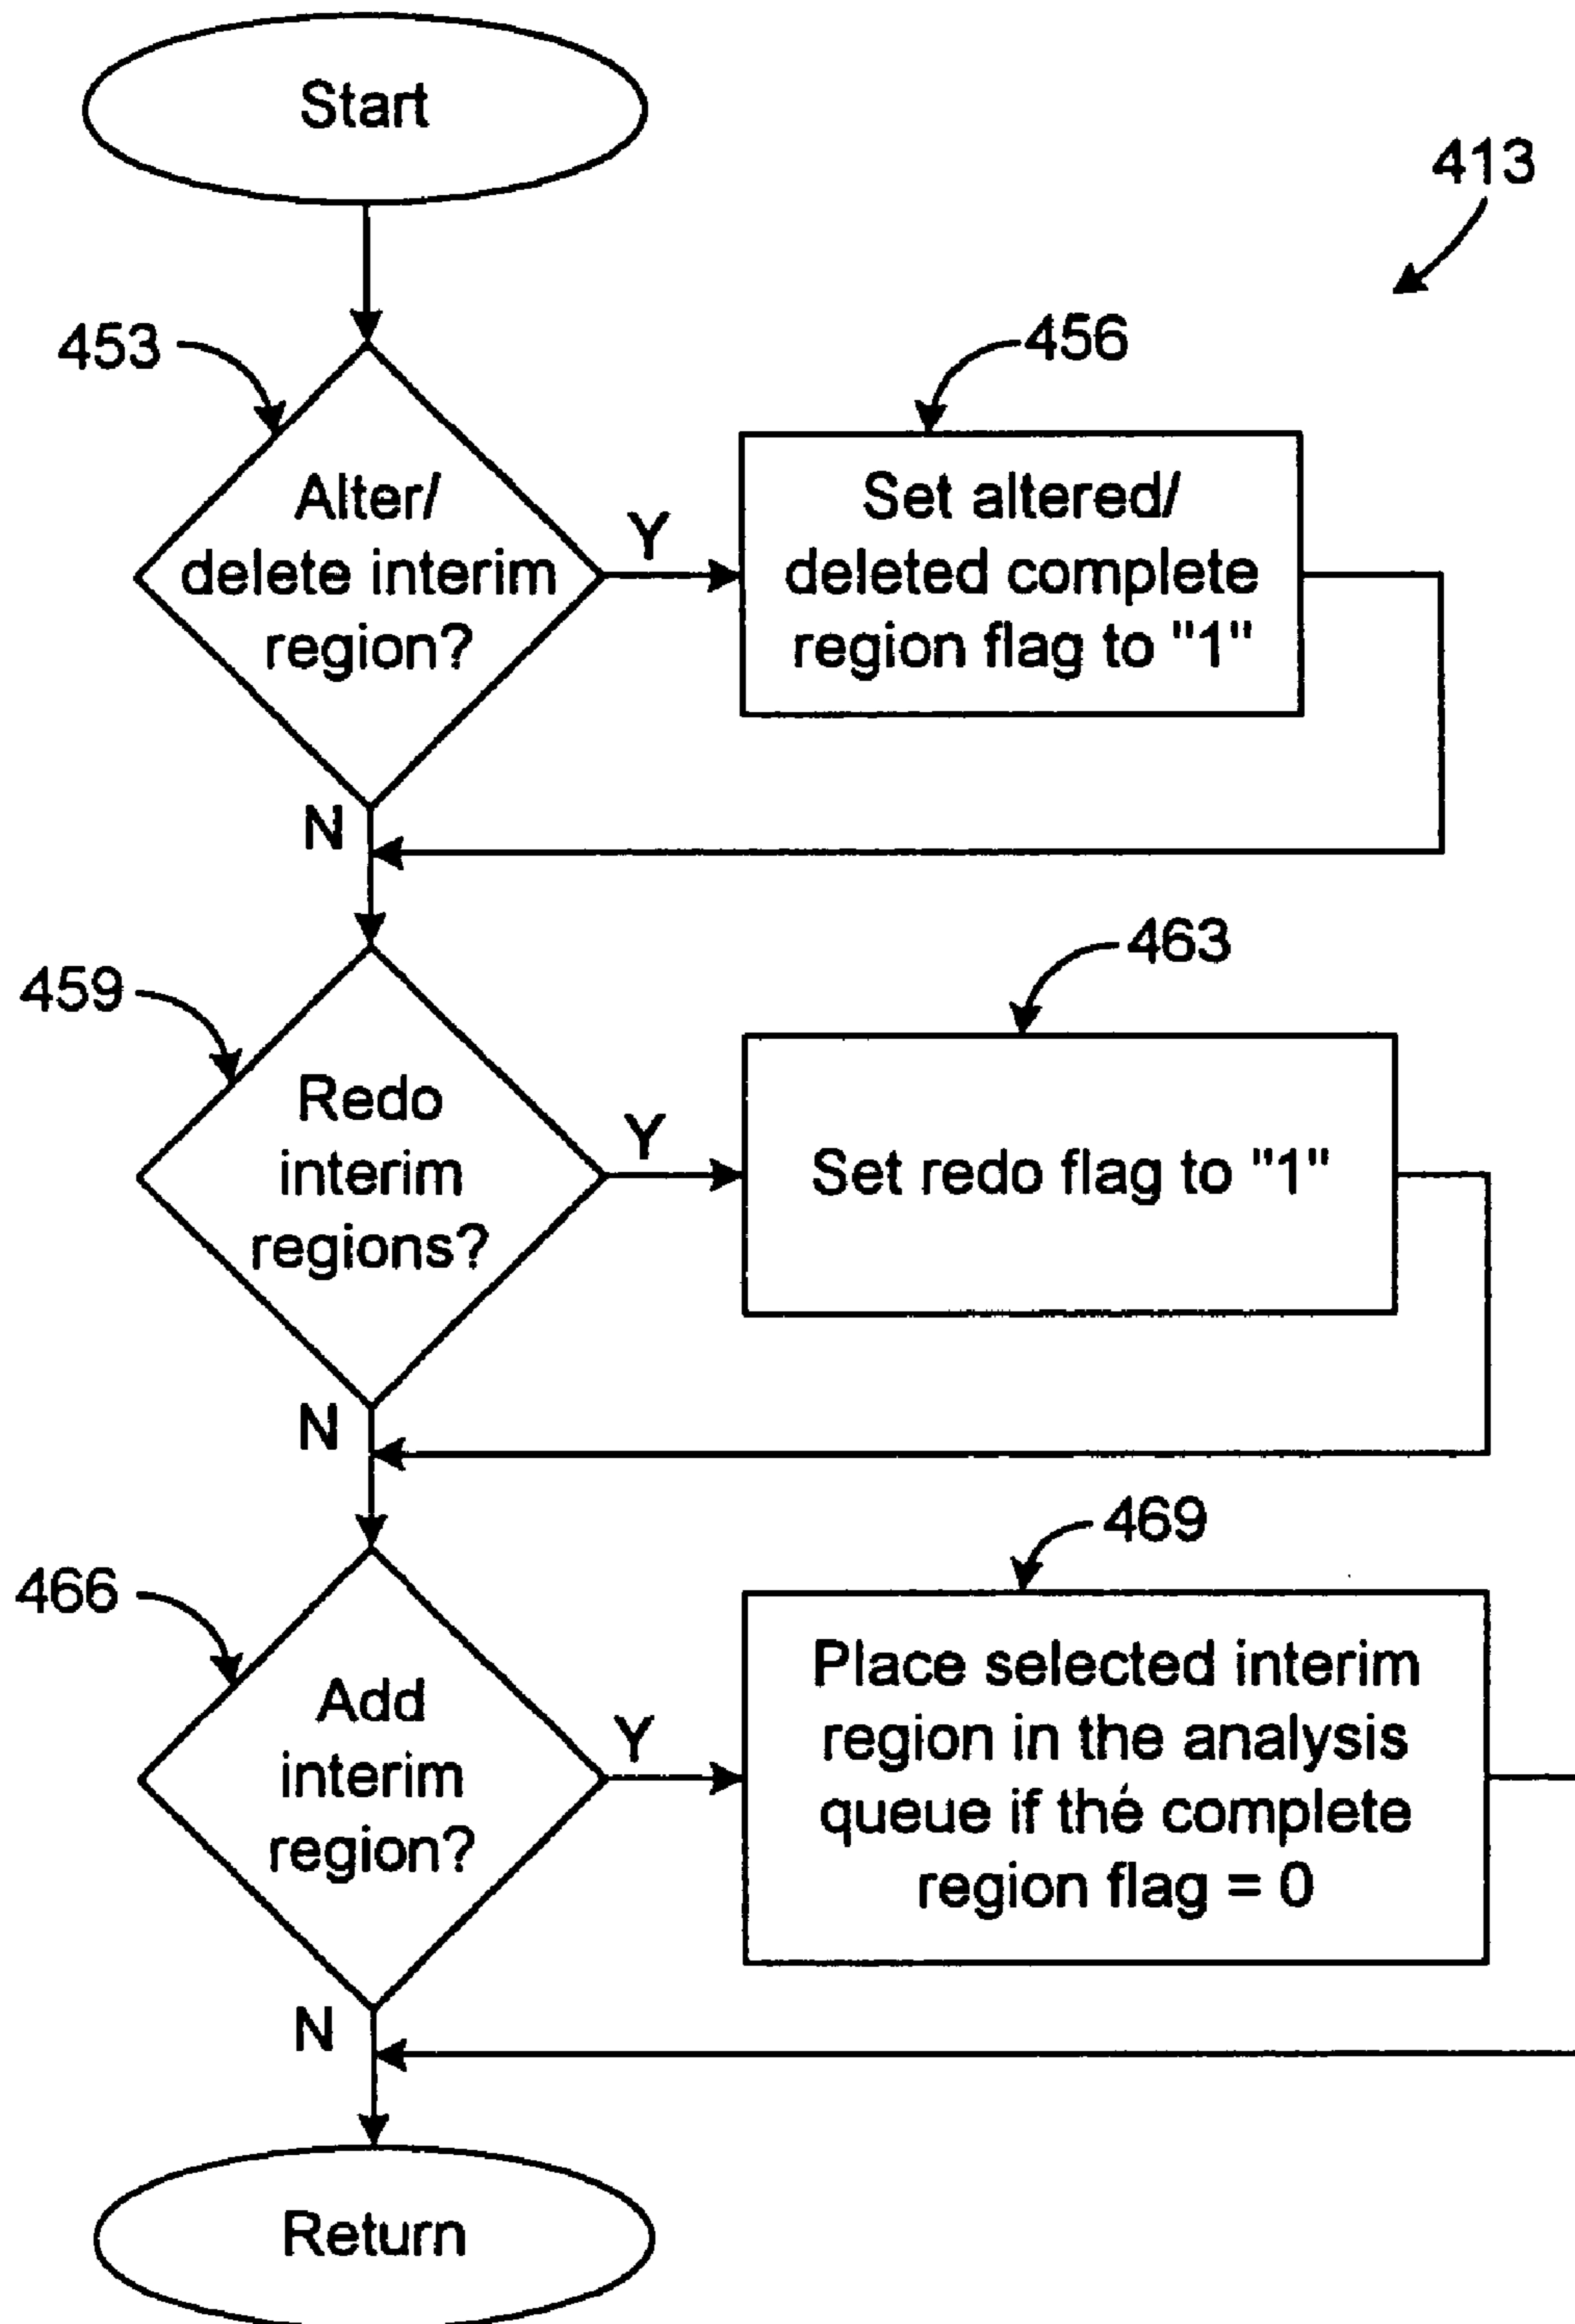 Start
413
453
456
Alter/
delete interim
region?
Y
Set altered/
deleted complete
region flag to "1"
N
459
463
Redo
interim
regions?
Y
Set redo flag to "1"
N
466
469
Add
interim
region?
Y
Place selected interim
region in the analysis
queue if the complete
region flag = 0
N
Return